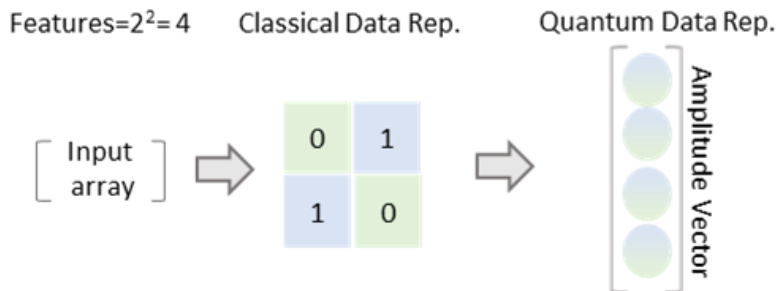 Features=2²= 4
Classical Data Rep.
Quantum Data Rep.
Input
array
0 1
1 0
Amplitude Vector